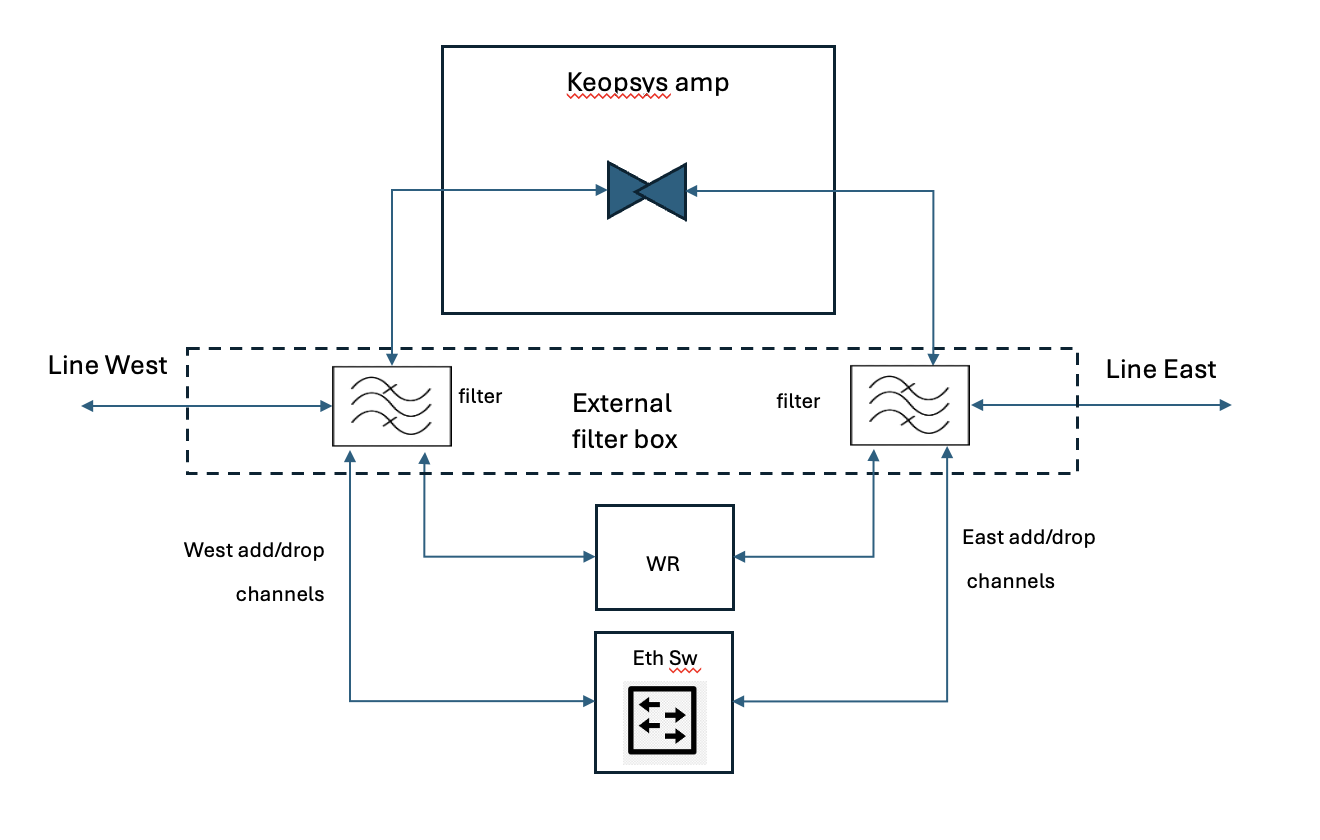 Keopsys amp
Line West
Line East
filter
External
filter box
filter
West add/drop
channels
WR
East add/drop
channels
Eth Sw